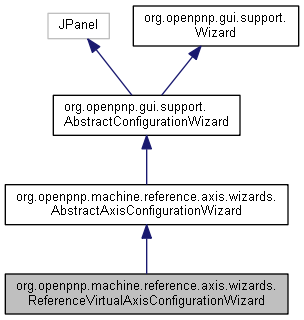 JPanel
org.openpnp.gui.support.
Wizard
org.openpnp.gui.support.
AbstractConfigurationWizard
org.openpnp.machine.reference.axis.wizards.
AbstractAxisConfigurationWizard
org.openpnp.machine.reference.axis.wizards.
ReferenceVirtualAxisConfigurationWizard